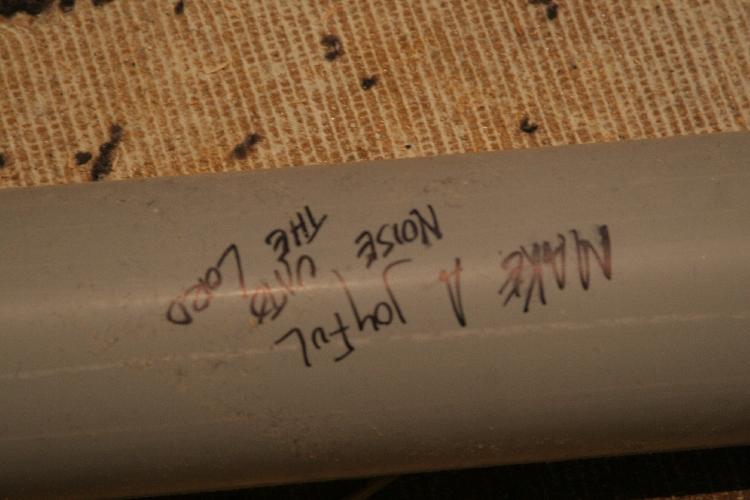 MAKE A JOYFUL
NOISE UNTO
THE LORD